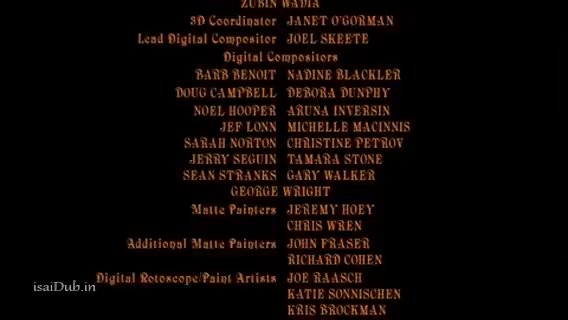 ZUBIN WADIA
3D Coordinator JANET O'GORMAN
Lead Digital Compositor JOEL SKEETE
Digital Compositors
BARB BENOIT NADINE BLACKLER
DOUG CAMPBELL DEBORA DUNPHY
NOEL HOOPER ARUNA INVERSIN
JEF LONN MICHELLE MACINNIS
SARAH NORTON CHRISTINE PETROV
JERRY SEGUIN TAMARA STONE
SEAN STRANKS GARY WALKER
GEORGE WRIGHT
Matte Painters JEREMY HOEY
CHRIS WREN
Additional Matte Painters JOHN FRASER
RICHARD COHEN
Digital Rotoscope/Paint Artists JOE RAASCH
KATIE SONNISCHEN
KRIS BROCKMAN
isaiDub.in